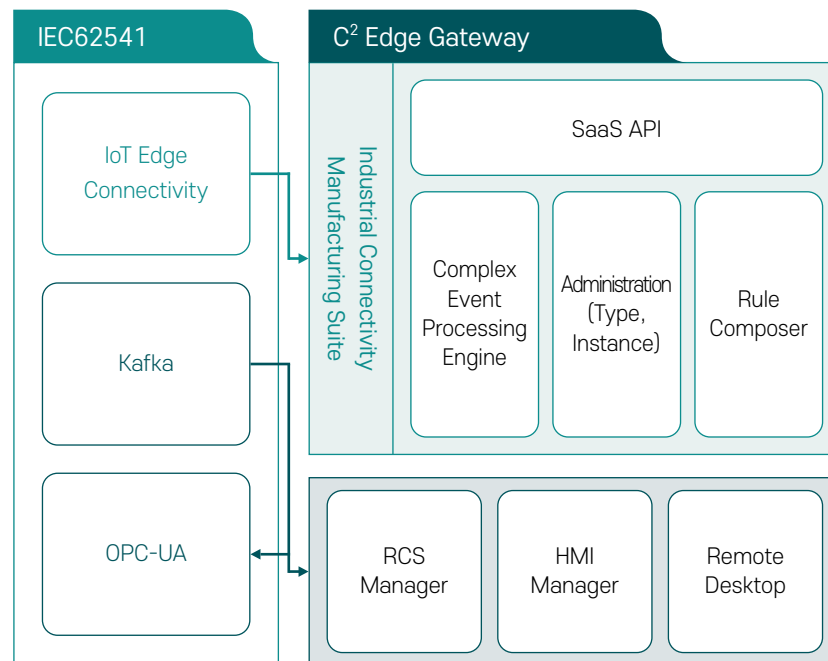 IEC62541
IoT Edge
Connectivity
Kafka
OPC-UA
C² Edge Gateway
Industrial Connectivity
Manufacturing Suite
SaaS API
Complex
Event
Processing
Engine
Administration
(Type,
Instance)
Rule
Composer
RCS
Manager
HMI
Manager
Remote
Desktop